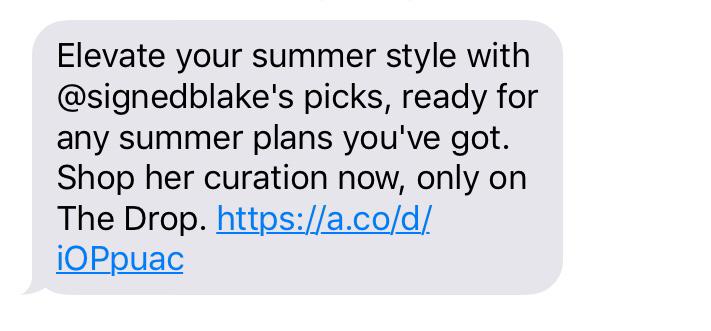 Elevate your summer style with
@signedblake's picks, ready for
any summer plans you've got.
Shop her curation now, only on
The Drop. https://a.co/d/
iOPpuac